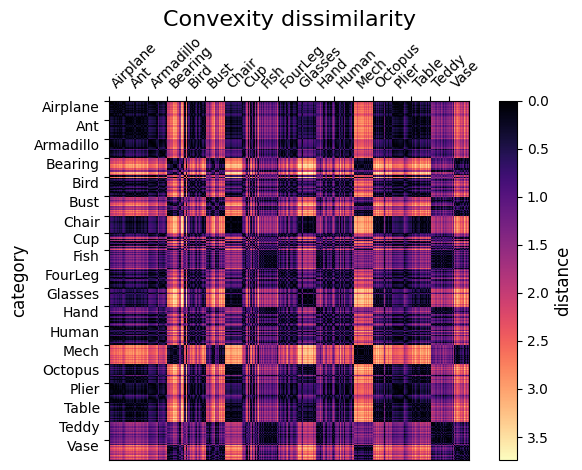 Convexity dissimilarity
Airplane
Ant
Armadillo
Bearing
Bird
Bust
Chair
Cup
Fish
FourLeg
Glasses
Hand
Human
Mech
Octopus
Plier
Table
Teddy
Vase
category
Airplane
Ant
Armadillo
Bearing
Bird
Bust
Chair
Cup
Fish
FourLeg
Glasses
Hand
Human
Mech
Octopus
Plier
Table
Teddy
Vase
0.0
0.5
1.0
1.5
2.0
2.5
3.0
3.5
distance